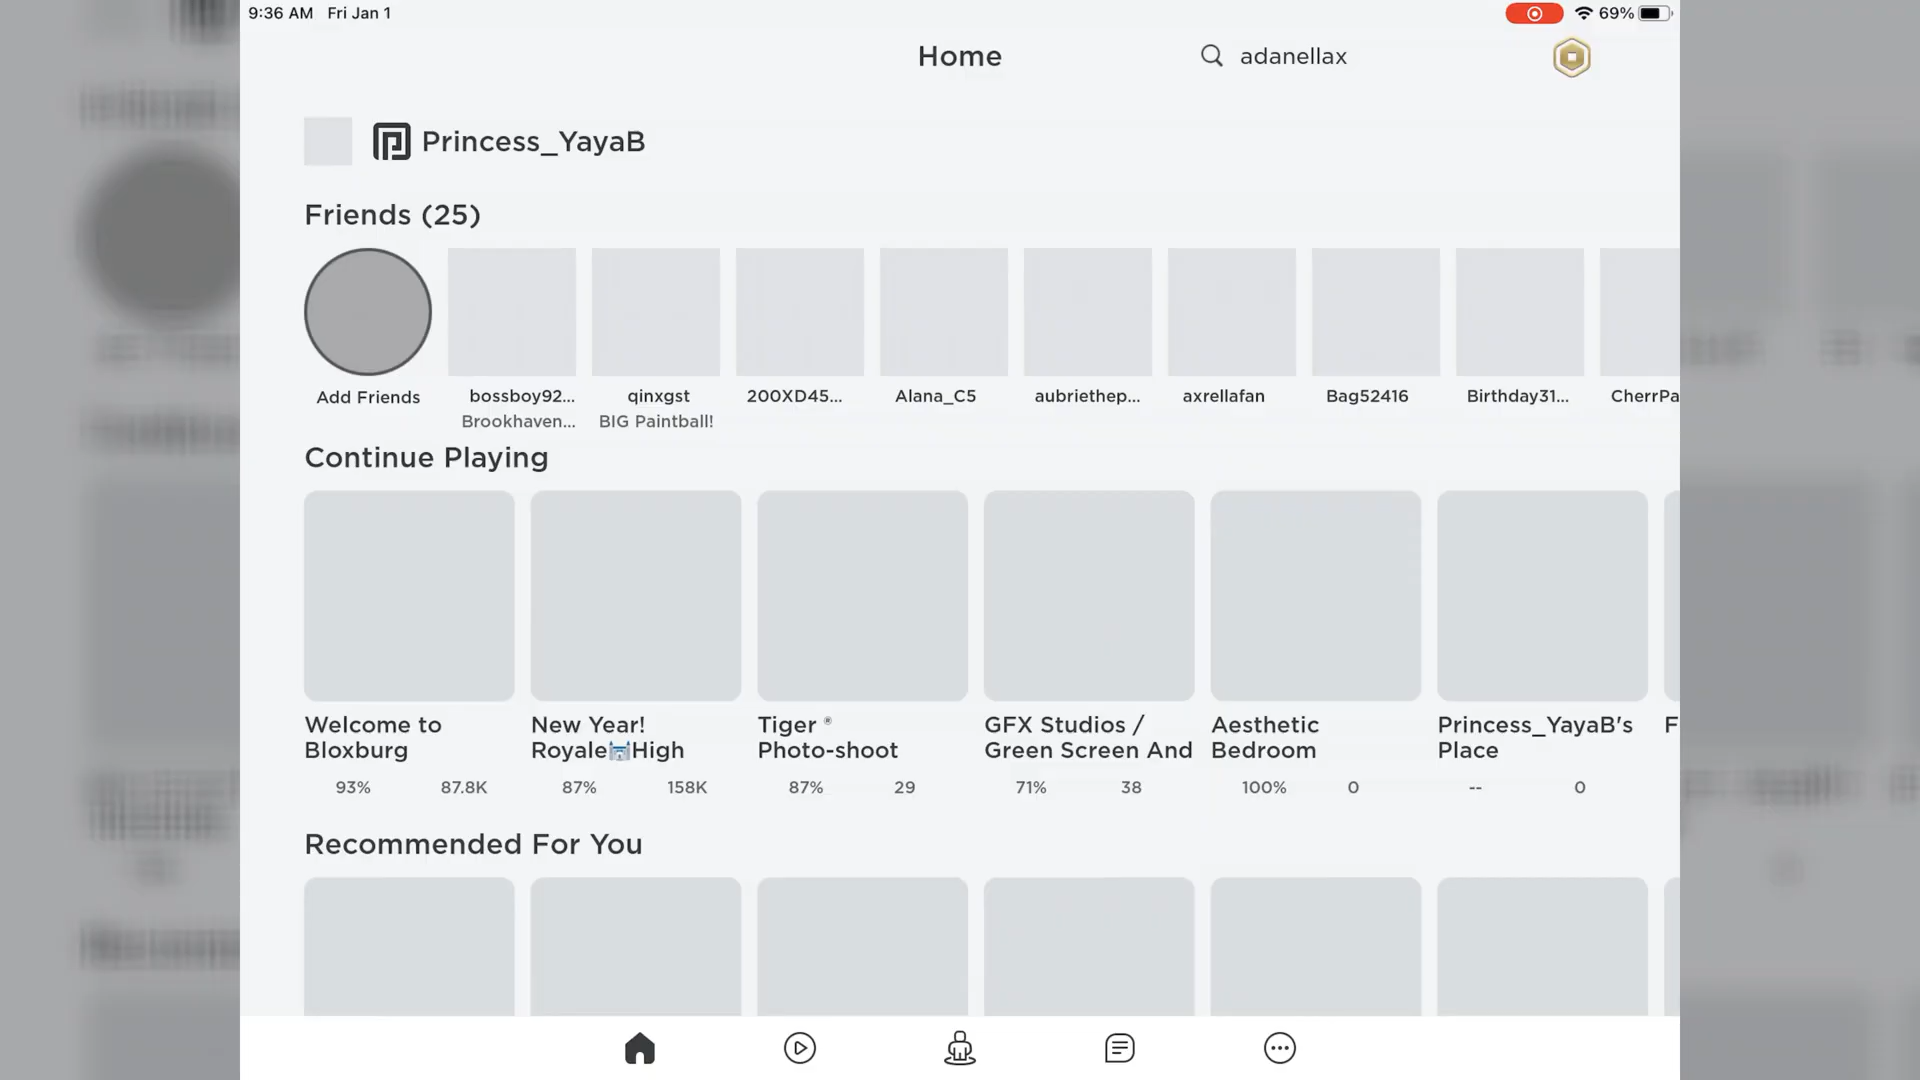 9:36 AM Fri Jan 1
69%
Home
adanellax
Princess_YayaB
Friends (25)
Add Friends
bossboy92...
Brookhaven...
qinxgst
BIG Paintball!
200XD45...
Alana_C5
aubriethep...
axrellafan
Bag52416
Birthday31...
CherrPa
Continue Playing
Welcome to
Bloxburg
93% 87.8K
New Year!
Royale🏰High
87% 158K
Tiger ®
Photo-shoot
87% 29
GFX Studios /
Green Screen And
71% 38
Aesthetic
Bedroom
100% 0
Princess_YayaB's
Place
-- 0
F
Recommended For You